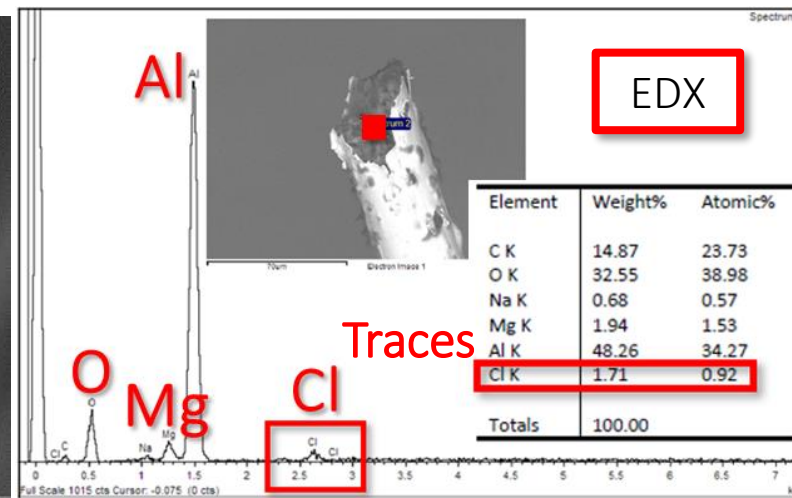 Spectrum
Al
Al
EDX
trum 2
70µm
Electron Image 1
Element Weight% Atomic%
C K 14.87 23.73
O K 32.55 38.98
Na K 0.68 0.57
Mg K 1.94 1.53
Al K 48.26 34.27
Cl K 1.71 0.92
Totals 100.00
Traces
O
O
Mg
Mg
Cl
Cl
Cl
Cl
C
Na
0 0.5 1 1.5 2 2.5 3 3.5 4 4.5 5 5.5 6 6.5 7
Full Scale 1015 cts Cursor: -0.075 (0 cts)
k